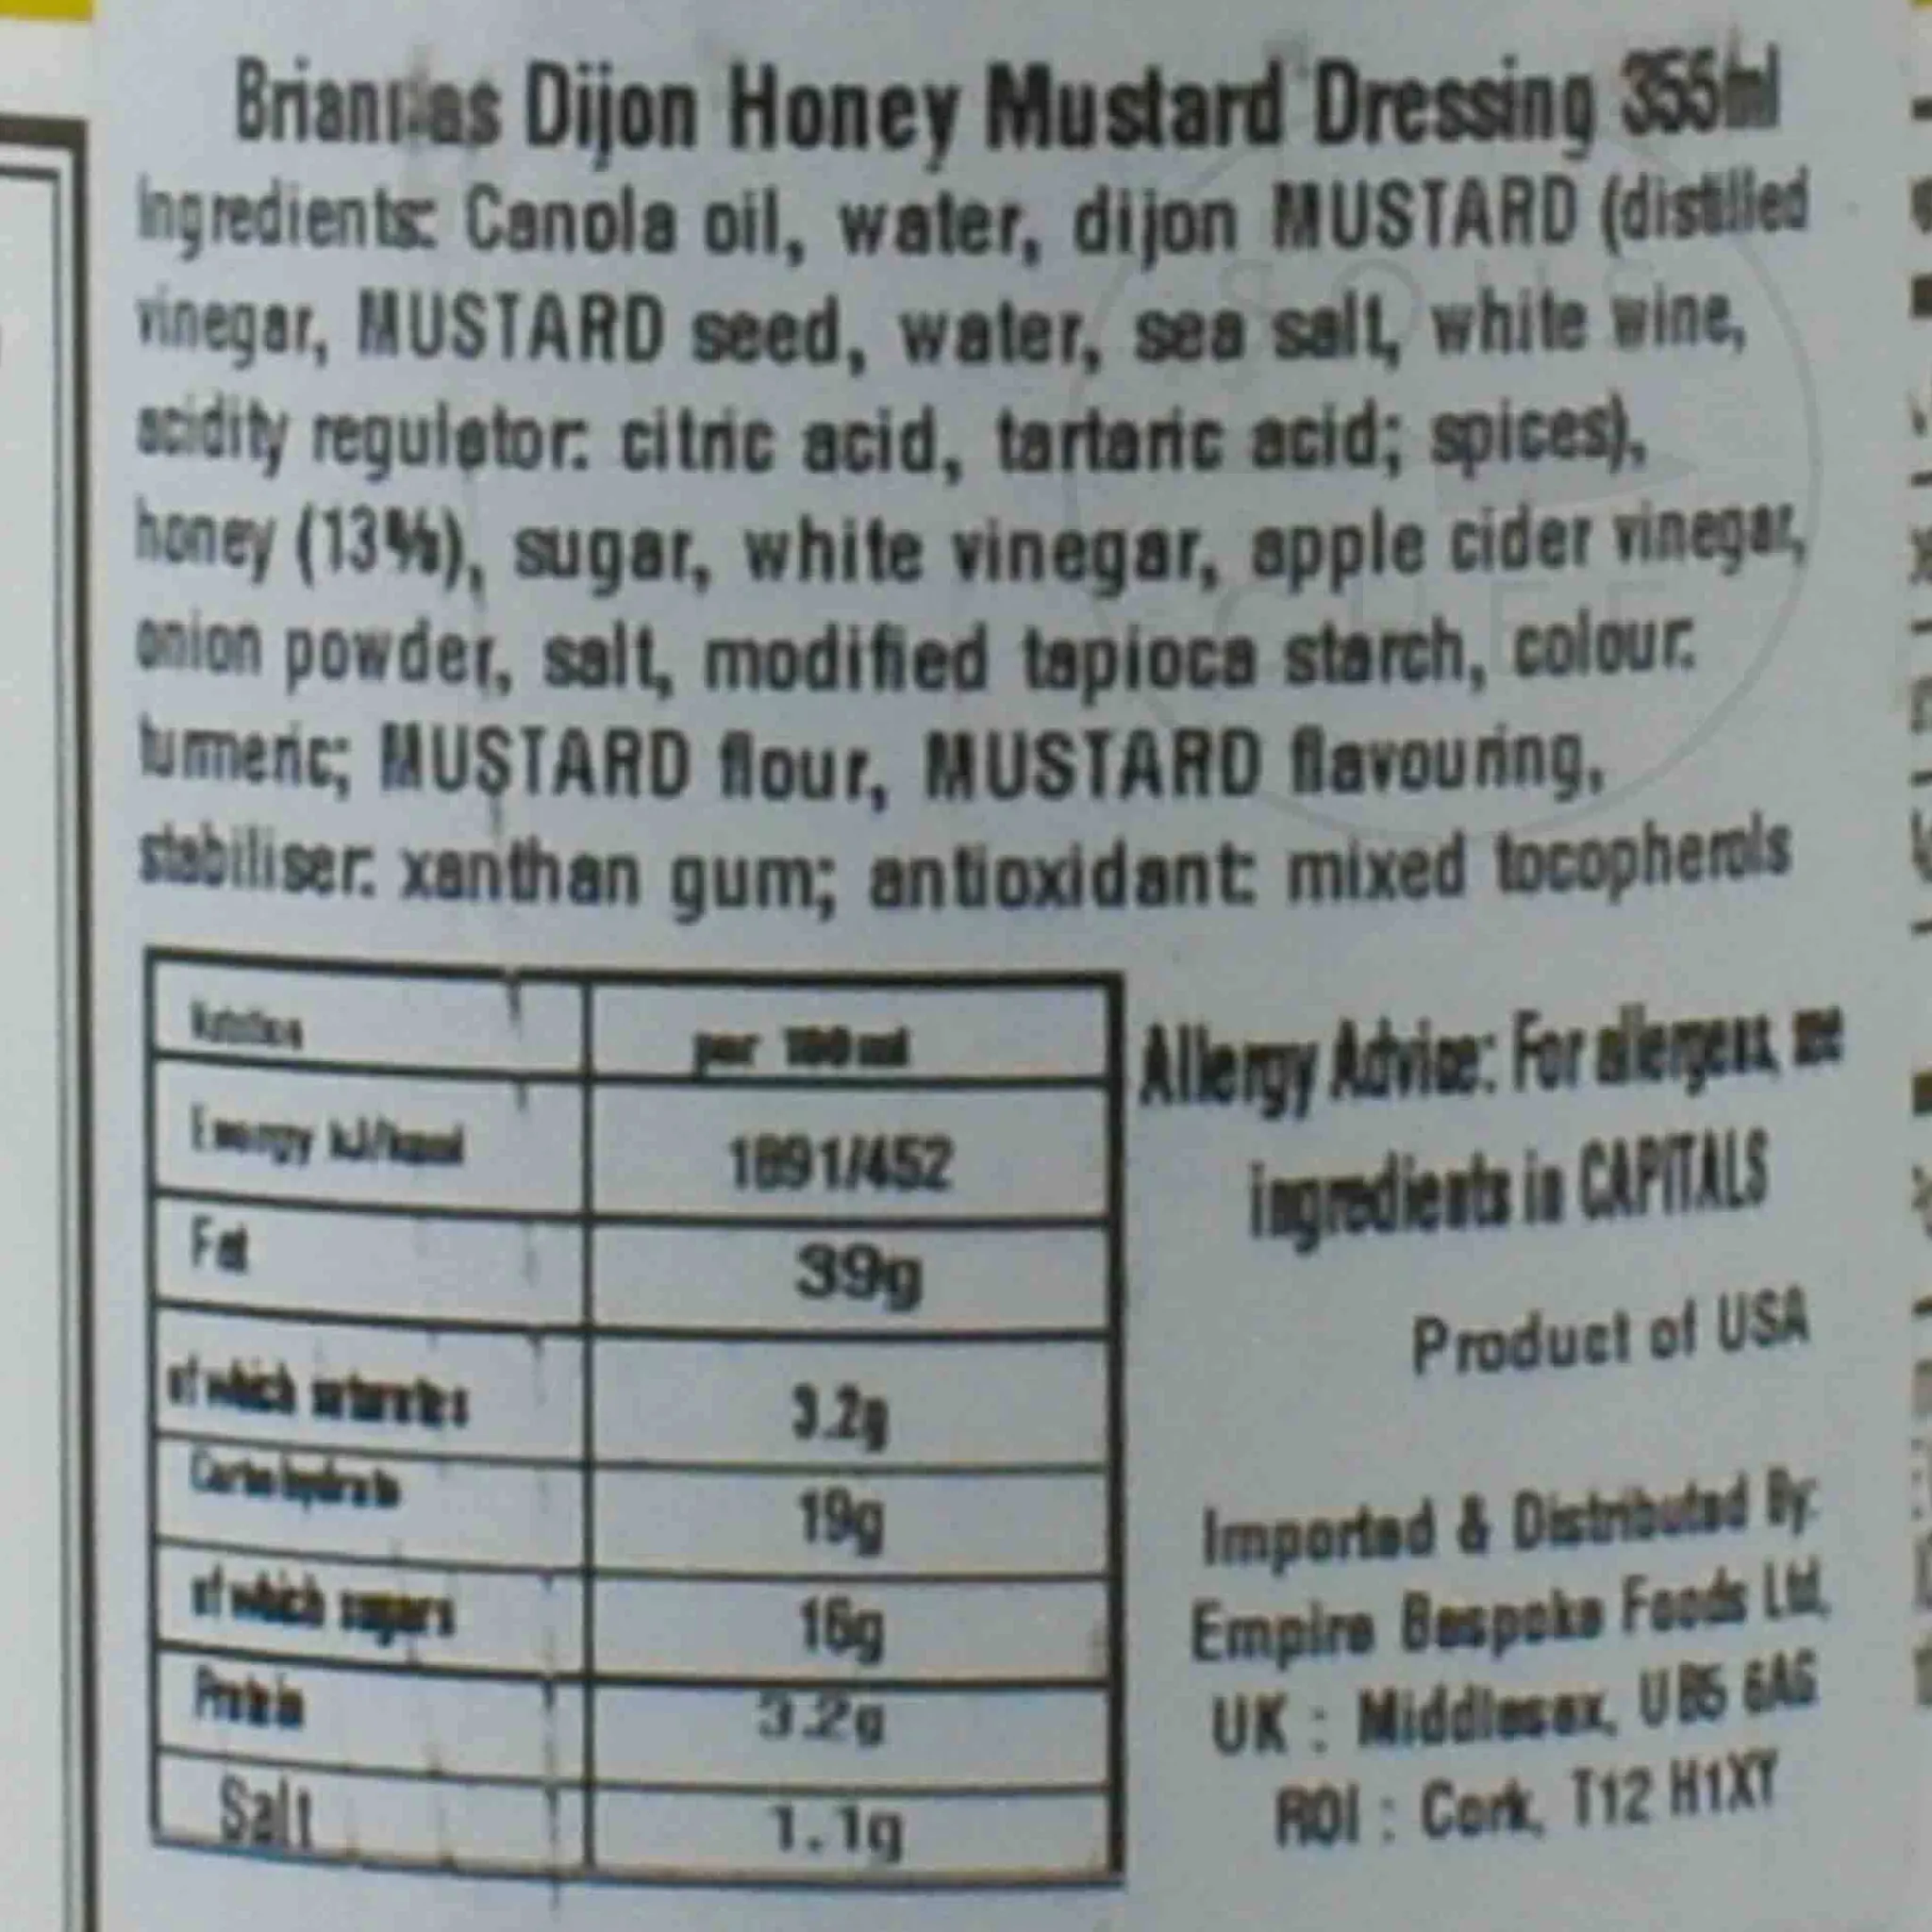 Briannas Dijon Honey Mustard Dressing 355ml
Ingredients: Canola oil, water, dijon MUSTARD (distilled
vinegar, MUSTARD seed, water, sea salt, white wine,
acidity regulator: citric acid, tartaric acid; spices),
honey (13%), sugar, white vinegar, apple cider vinegar,
onion powder, salt, modified tapioca starch, colour:
turmeric; MUSTARD flour, MUSTARD flavouring,
stabiliser: xanthan gum; antioxidant: mixed tocopherols
Nutrition per 100ml
Energy kJ/kcal 1891/452
Fat 39g
of which saturates 3.2g
Carbohydrate 19g
of which sugars 16g
Protein 3.2g
Salt 1.1g
Allergy Advice: For allergens, see
ingredients in CAPITALS
Product of USA
Imported & Distributed By:
Empire Bespoke Foods Ltd,
UK : Middlesex, UB5 6AG
ROI : Cork, T12 H1XY